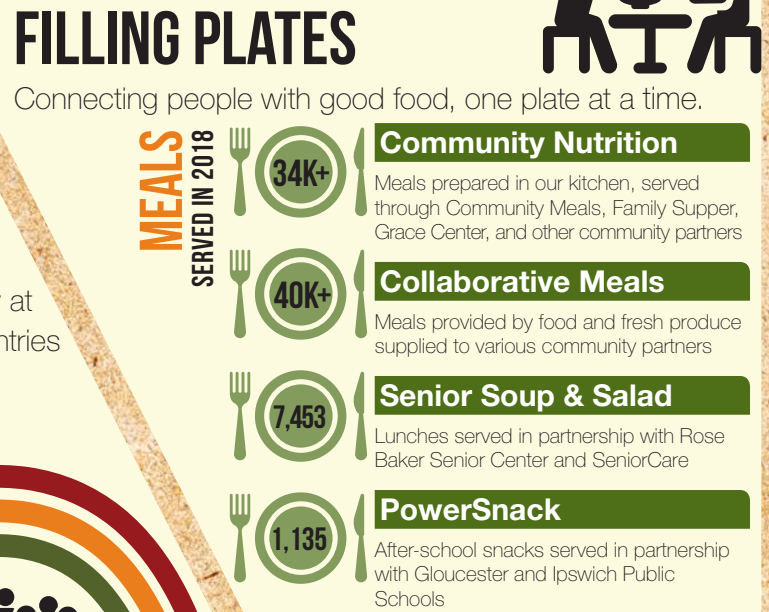 FILLING PLATES
Connecting people with good food, one plate at a time.
MEALS
SERVED IN 2018
34K+
Community Nutrition
Meals prepared in our kitchen, served
through Community Meals, Family Supper,
Grace Center, and other community partners
40K+
Collaborative Meals
Meals provided by food and fresh produce
supplied to various community partners
7,453
Senior Soup & Salad
Lunches served in partnership with Rose
Baker Senior Center and SeniorCare
1,135
PowerSnack
After-school snacks served in partnership
with Gloucester and Ipswich Public
Schools
at